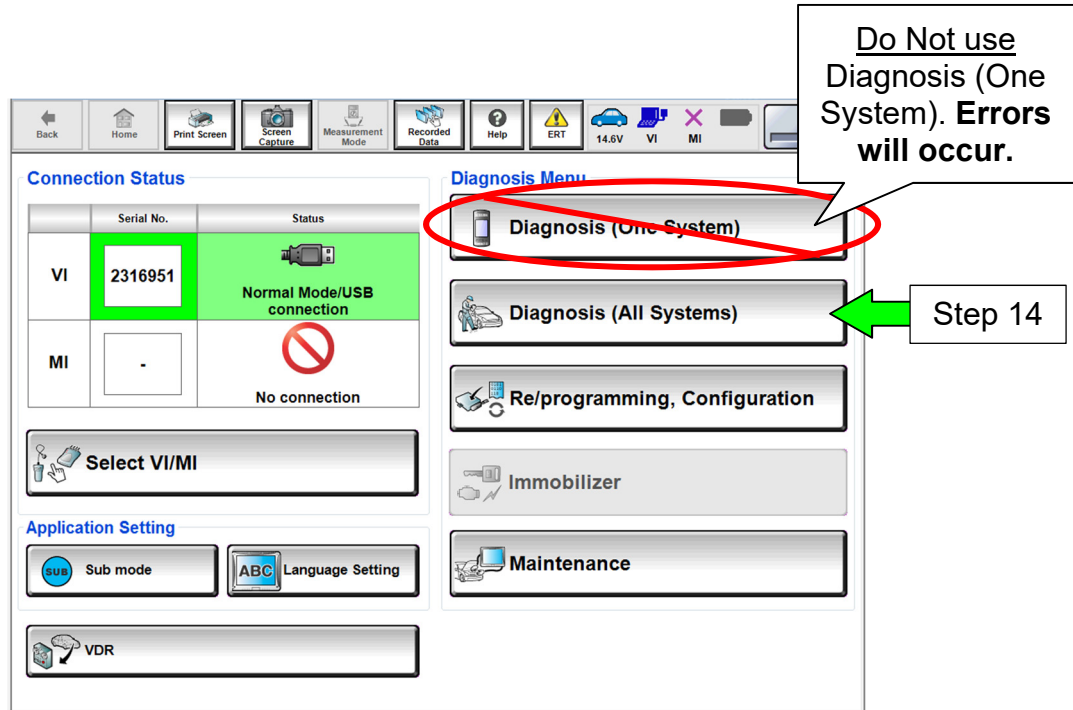 Do Not use
Diagnosis (One
System). Errors
will occur.
Back
Home
Print Screen
Screen
Capture
Measurement
Mode
Recorded
Data
Help
ERT
14.6V
VI
MI
Connection Status
Serial No.
Status
VI
2316951
Normal Mode/USB
connection
MI
-
No connection
Select VI/MI
Application Setting
SUB
Sub mode
ABC
Language Setting
VDR
Diagnosis Menu
Diagnosis (One System)
Diagnosis (All Systems)
Step 14
Re/programming, Configuration
Immobilizer
Maintenance